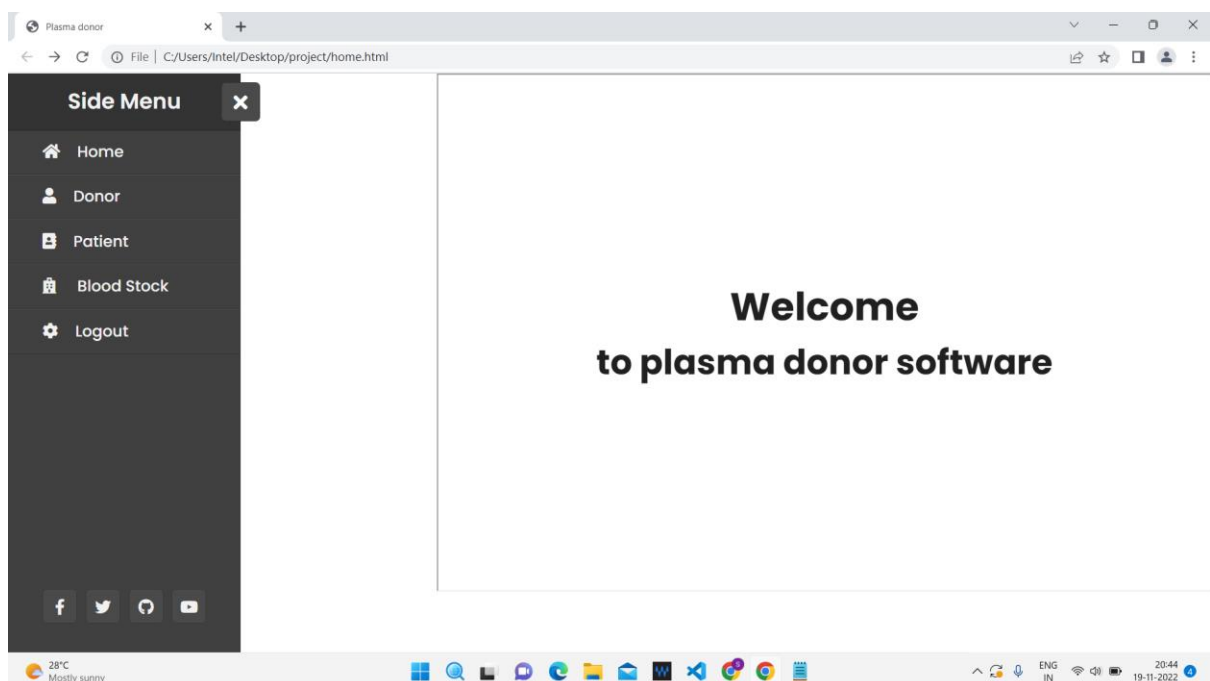 Plasma donor
File | C:/Users/Intel/Desktop/project/home.html
Side Menu
Home
Donor
Patient
Blood Stock
Logout
Welcome
to plasma donor software
28°C
Mostly sunny
ENG
IN
20:44
19-11-2022
4